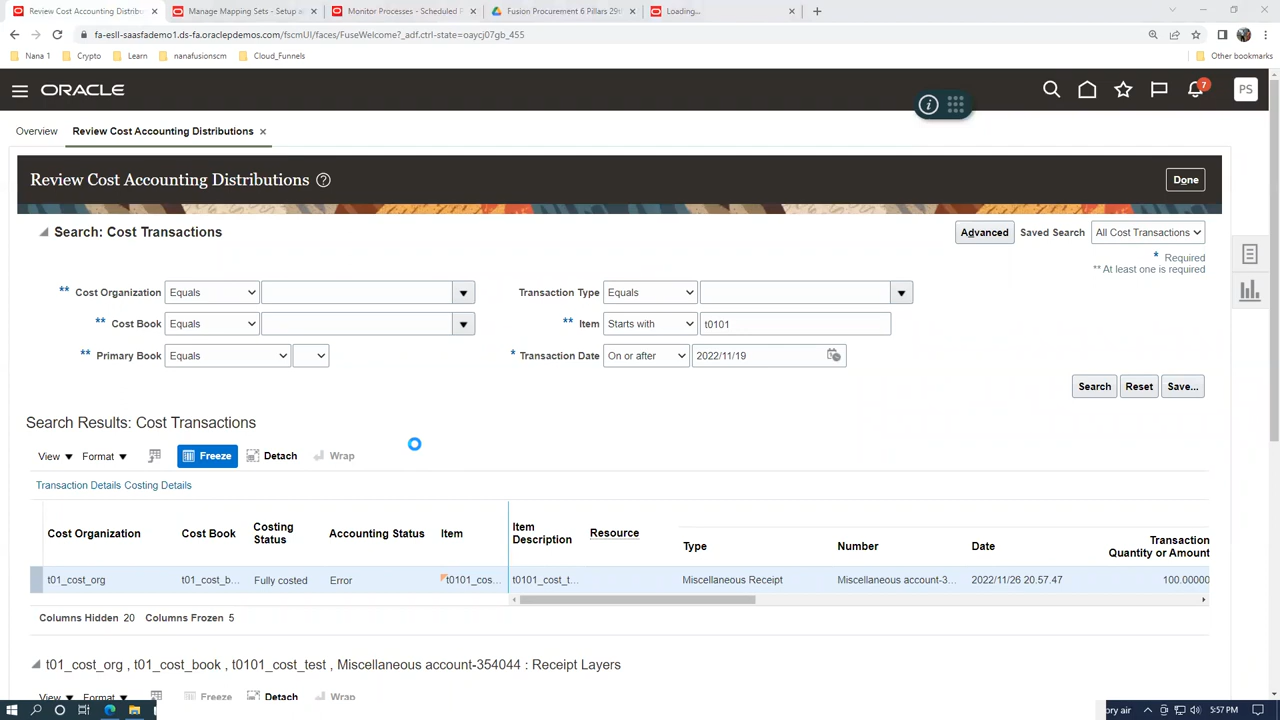 Review Cost Accounting Distributions
Manage Mapping Sets - Setup a
Monitor Processes - Scheduled F
Fusion Procurement 6 Pillars 29t
Loading...
fa-esll-saasfademo1.ds-fa.oraclepdemos.com/fscmUI/faces/FuseWelcome?_adf.ctrl-state=oaycj07gb_455
Nana 1 Crypto Learn nanafusionscm Cloud_Funnels Other bookmarks
ORACLE 7 PS
Overview Review Cost Accounting Distributions
Review Cost Accounting Distributions Done
Search: Cost Transactions Advanced Saved Search All Cost Transactions
* Required
** At least one is required
** Cost Organization Equals Transaction Type Equals
** Cost Book Equals ** Item Starts with t0101
** Primary Book Equals * Transaction Date On or after 2022/11/19
Search Reset Save...
Search Results: Cost Transactions
View Format Freeze Detach Wrap
Transaction Details Costing Details
Cost Organization Cost Book Costing Status Accounting Status Item Item Description Resource Type Number Date Transaction Quantity or Amount
t01_cost_org t01_cost_b... Fully costed Error t0101_cos... t0101_cost_t... Miscellaneous Receipt Miscellaneous account-3... 2022/11/26 20.57.47 100.00000
Columns Hidden 20 Columns Frozen 5
t01_cost_org , t01_cost_book , t0101_cost_test , Miscellaneous account-354044 : Receipt Layers
View Format Freeze Detach Wrap
ory air 5:57 PM